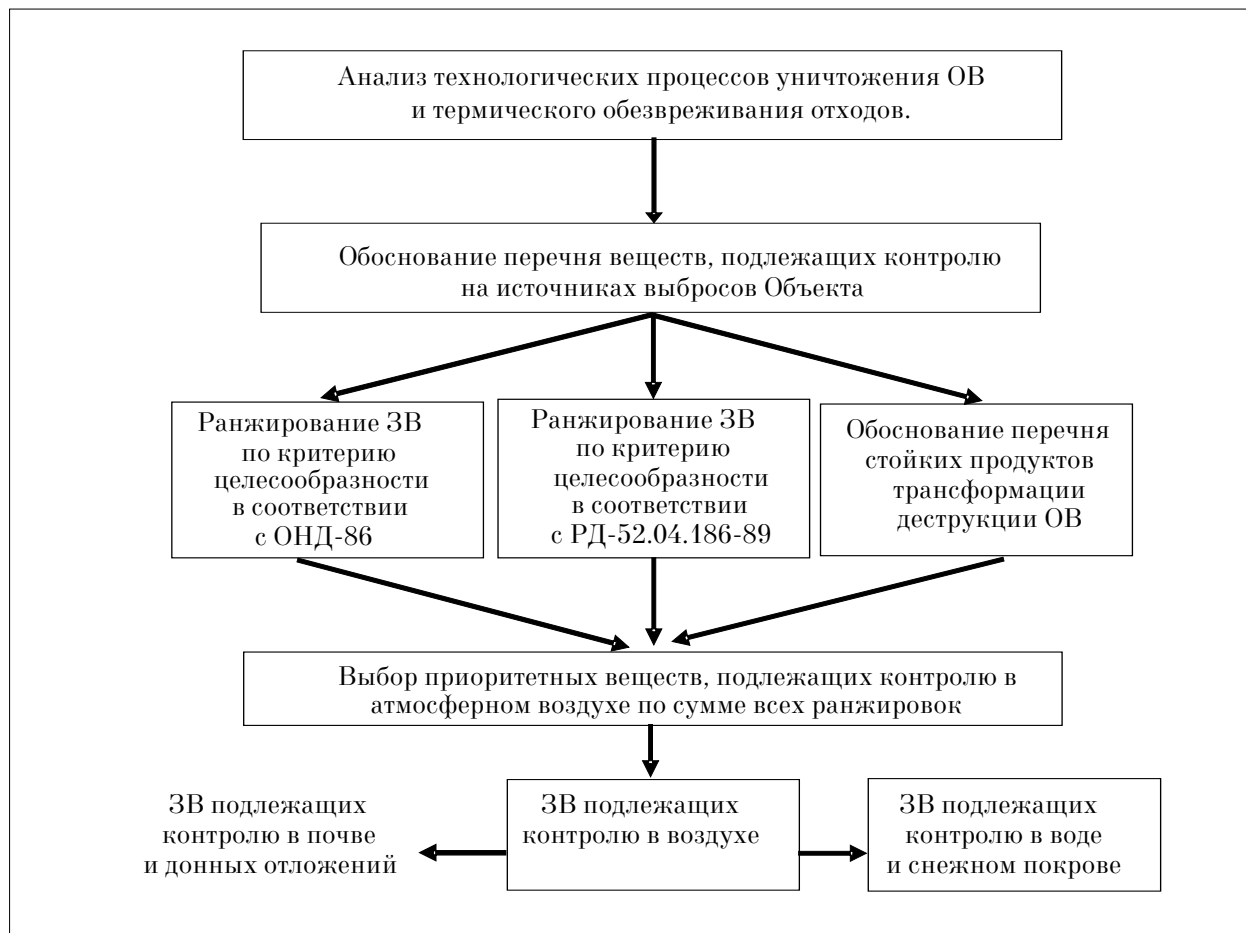 Анализ технологических процессов уничтожения ОВ
и термического обезвреживания отходов.
Обоснование перечня веществ, подлежащих контролю
на источниках выбросов Объекта
Ранжирование ЗВ
по критерию
целесообразности
в соответствии
с ОНД-86
Ранжирование ЗВ
по критерию
целесообразности
в соответствии
с РД-52.04.186-89
Обоснование перечня
стойких продуктов
трансформации
деструкции ОВ
Выбор приоритетных веществ, подлежащих контролю в
атмосферном воздухе по сумме всех ранжировок
ЗВ подлежащих
контролю в почве
и донных отложений
ЗВ подлежащих
контролю в воздухе
ЗВ подлежащих
контролю в воде
и снежном покрове